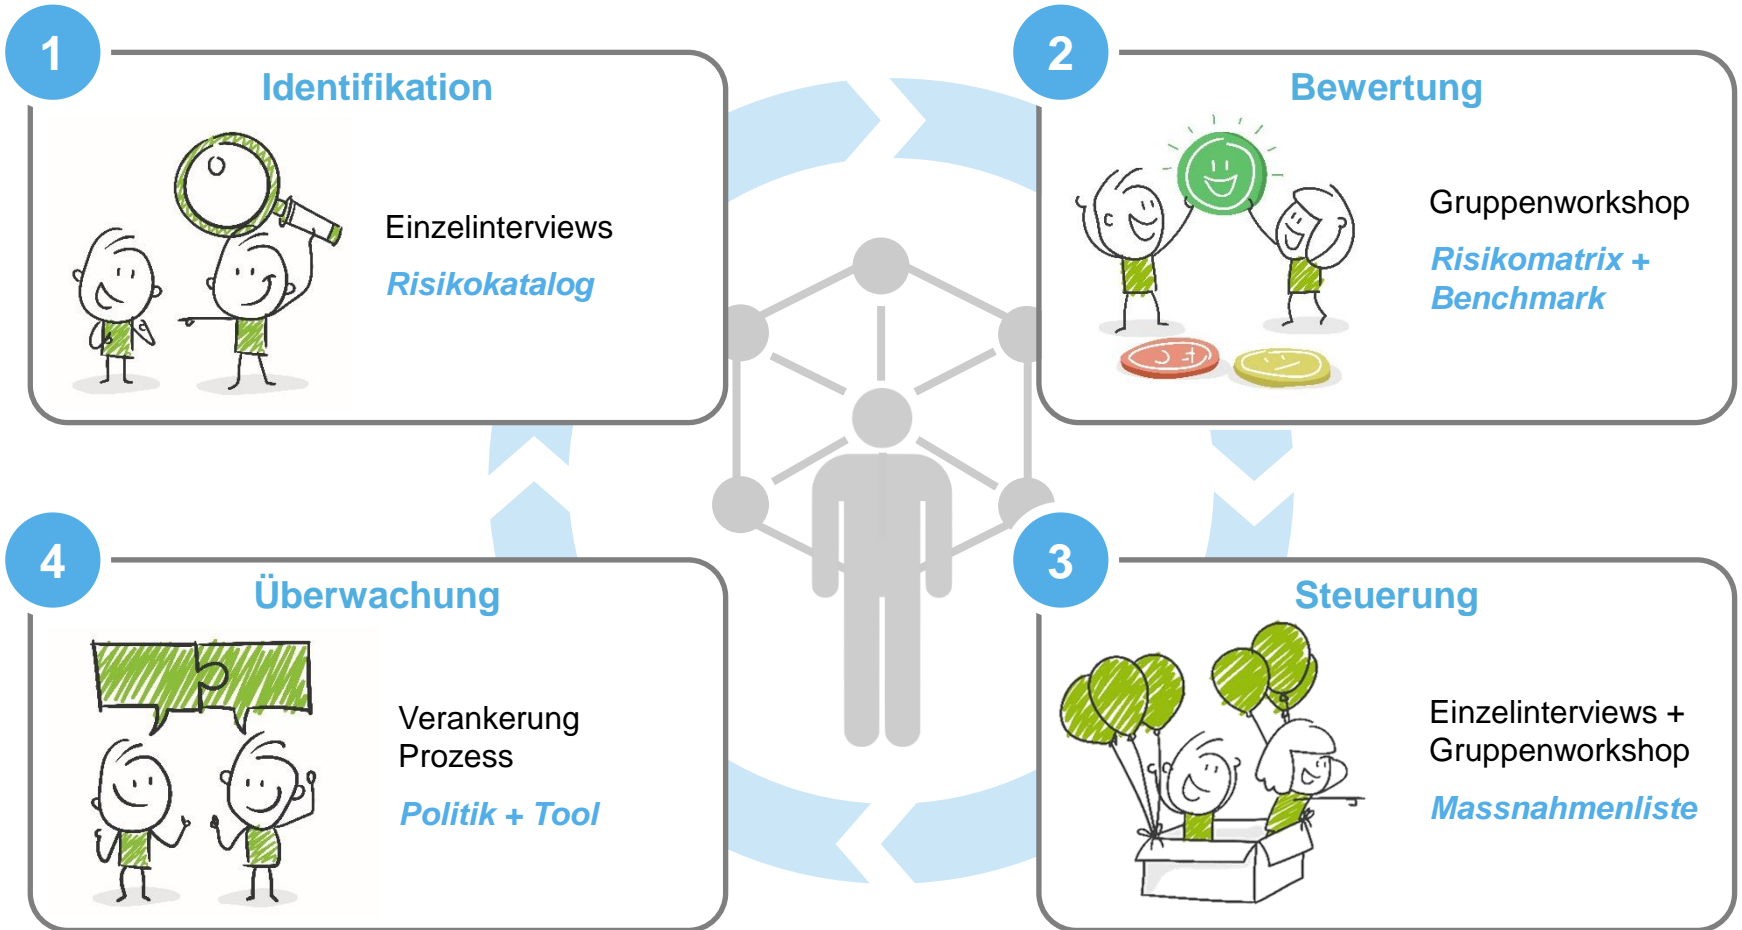 1
Identifikation
Einzelinterviews
Risikokatalog
2
Bewertung
Gruppenworkshop
Risikomatrix +
Benchmark
3
Steuerung
Einzelinterviews +
Gruppenworkshop
Massnahmenliste
4
Überwachung
Verankerung
Prozess
Politik + Tool